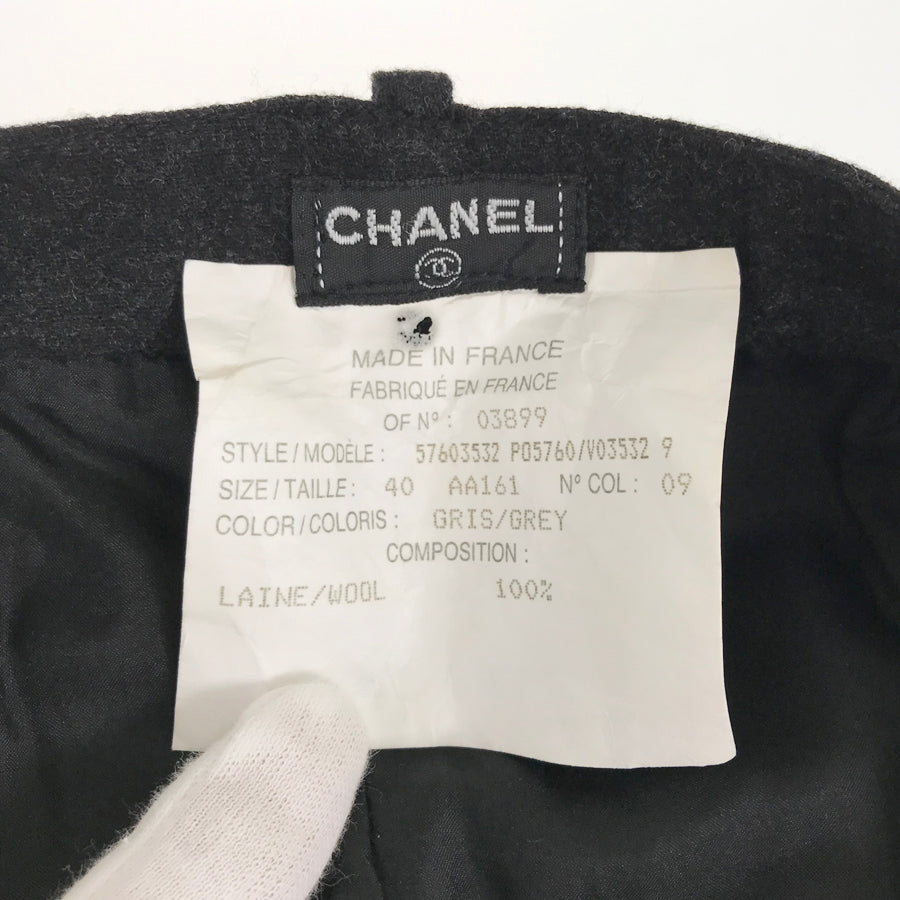 CHANEL
MADE IN FRANCE
FABRIQUÉ EN FRANCE
OF Nº : 03899
STYLE / MODÈLE : 57603532 P05760/V03532 9
SIZE / TAILLE : 40 AA161 Nº COL : 09
COLOR / COLORIS : GRIS/GREY
COMPOSITION :
LAINE/WOOL 100%